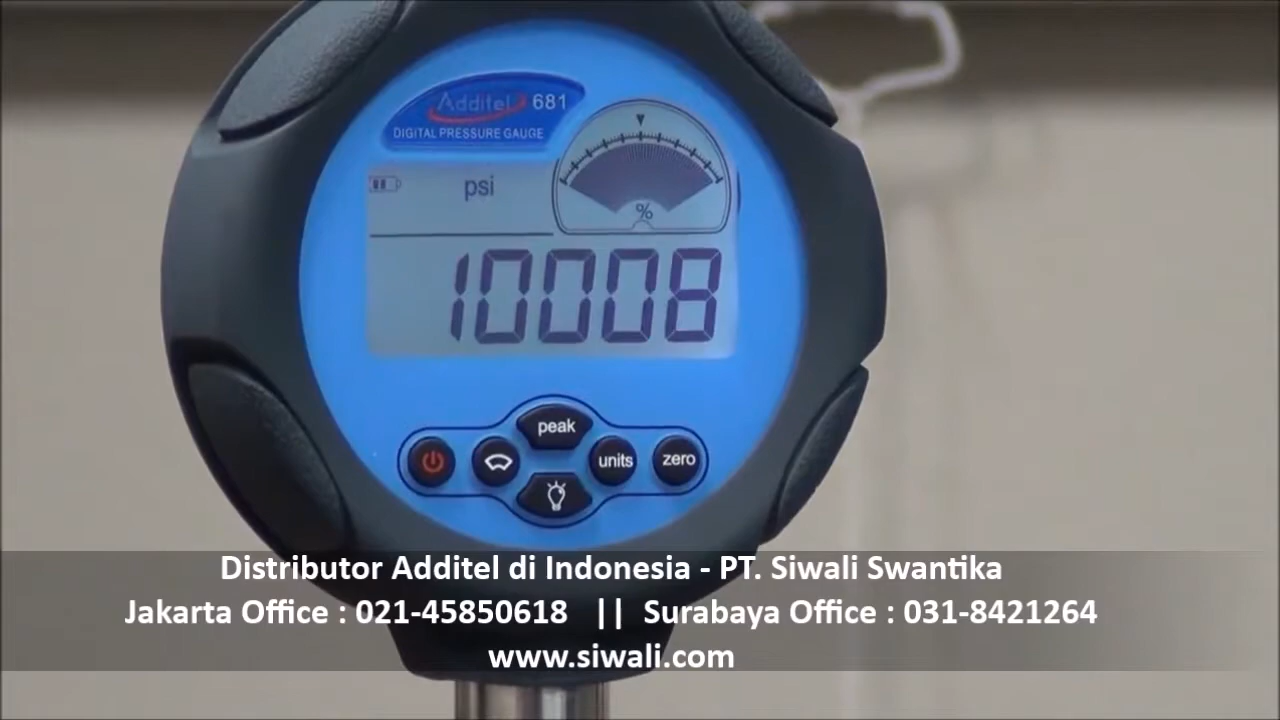 Additel 681
DIGITAL PRESSURE GAUGE
psi
%
10008
peak
units
zero
Distributor Additel di Indonesia - PT. Siwali Swantika
Jakarta Office : 021-45850618 || Surabaya Office : 031-8421264
www.siwali.com